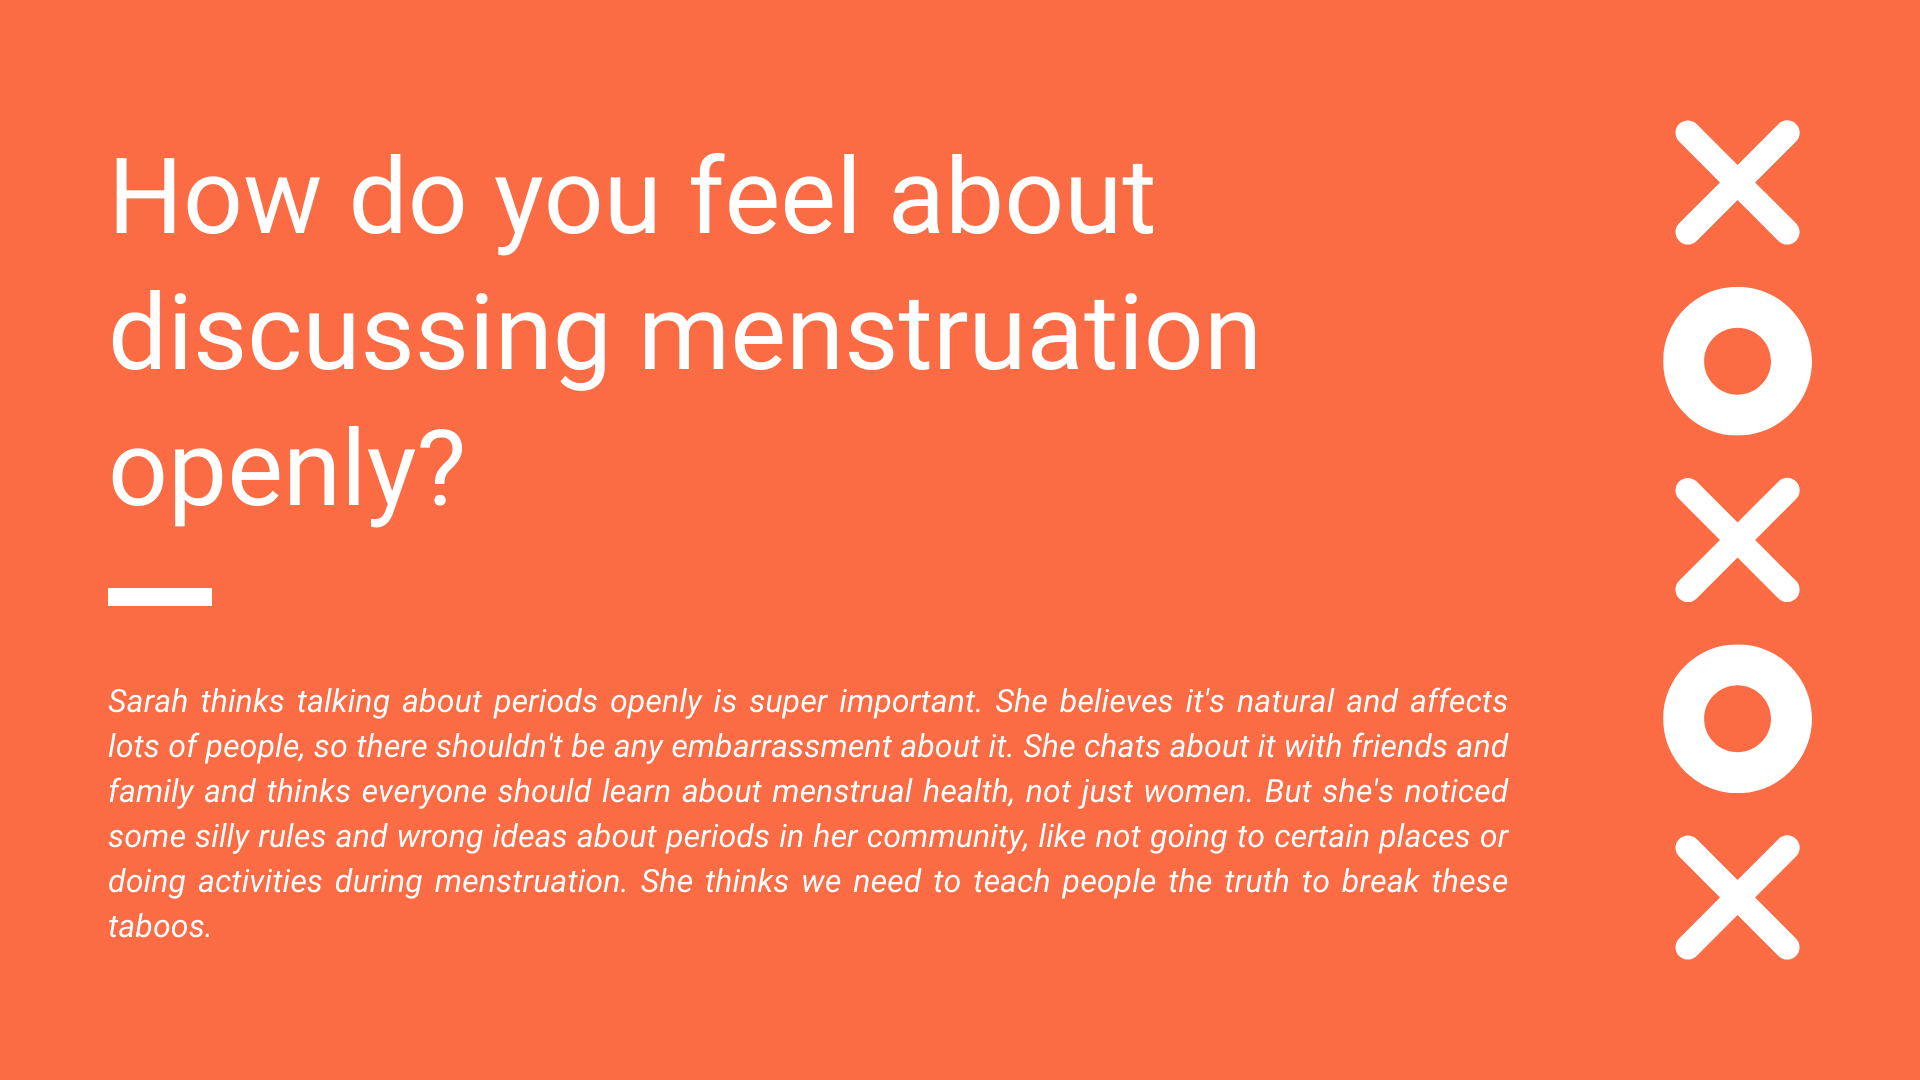 How do you feel about
discussing menstruation
openly?
Sarah thinks talking about periods openly is super important. She believes it's natural and affects
lots of people, so there shouldn't be any embarrassment about it. She chats about it with friends and
family and thinks everyone should learn about menstrual health, not just women. But she's noticed
some silly rules and wrong ideas about periods in her community, like not going to certain places or
doing activities during menstruation. She thinks we need to teach people the truth to break these
taboos.